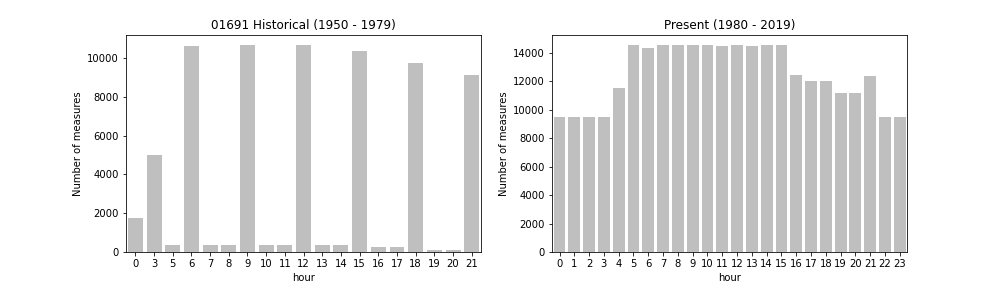 01691 Historical (1950 - 1979)
Number of measures
10000
8000
6000
4000
2000
0
0 3 5 6 7 8 9 10 11 12 13 14 15 16 17 18 19 20 21
hour
Present (1980 - 2019)
Number of measures
14000
12000
10000
8000
6000
4000
2000
0
0 1 2 3 4 5 6 7 8 9 10 11 12 13 14 15 16 17 18 19 20 21 22 23
hour